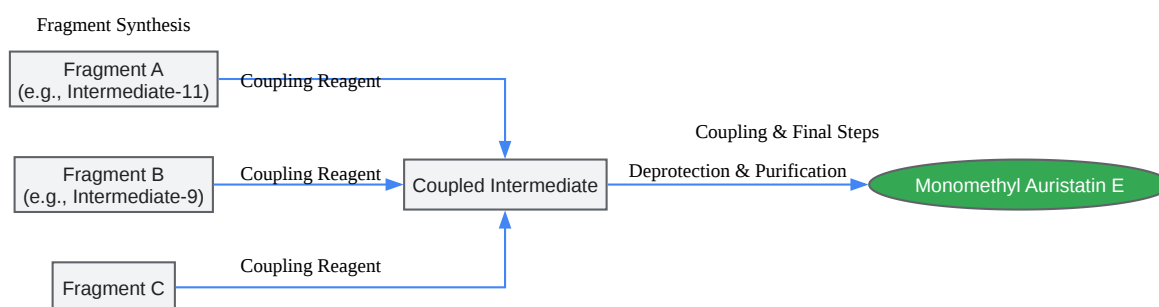 Fragment Synthesis
Fragment A
(e.g., Intermediate-11)
Coupling Reagent
Coupling & Final Steps
Fragment B
(e.g., Intermediate-9)
Coupling Reagent
Coupled Intermediate
Deprotection & Purification
Monomethyl Auristatin E
Fragment C
Coupling Reagent